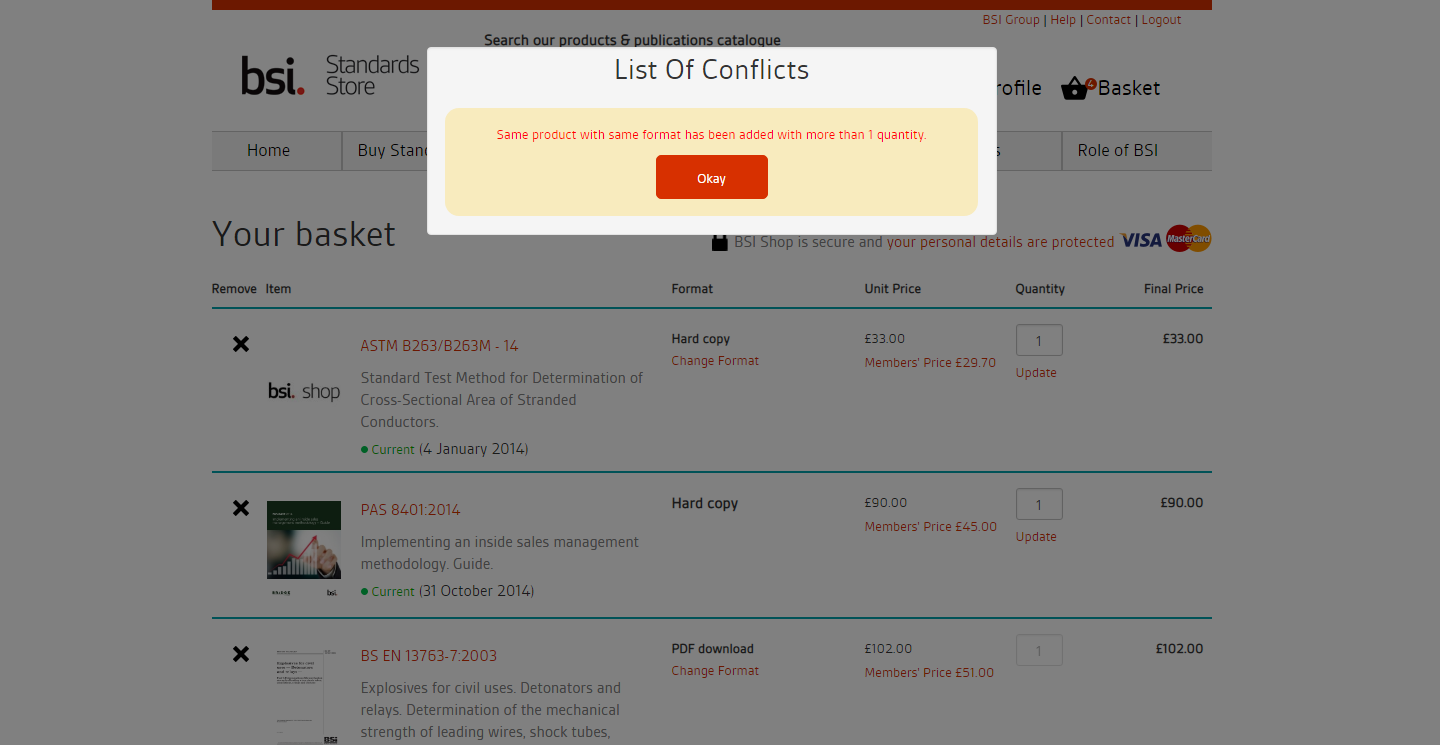 BSI Group | Help | Contact | Logout
Search our products & publications catalogue
bsi. Standards Store
List Of Conflicts
4
Basket
Same product with same format has been added with more than 1 quantity.
Okay
Home
Role of BSI
Your basket
BSI Shop is secure and your personal details are protected VISA MasterCard
Remove Item Format Unit Price Quantity Final Price
ASTM B263/B263M - 14 Hard copy £33.00 1 £33.00
Change Format Members' Price £29.70
Update
bsi. shop
Standard Test Method for Determination of
Cross-Sectional Area of Stranded
Conductors.
Current (4 January 2014)
PAS 8401:2014 Hard copy £90.00 1 £90.00
Members' Price £45.00
Update
Implementing an inside sales management
methodology. Guide.
Current (31 October 2014)
bsi.
BS EN 13763-7:2003 PDF download £102.00 1 £102.00
Change Format Members' Price £51.00
Explosives for civil uses. Detonators and
relays. Determination of the mechanical
strength of leading wires, shock tubes,
BSi